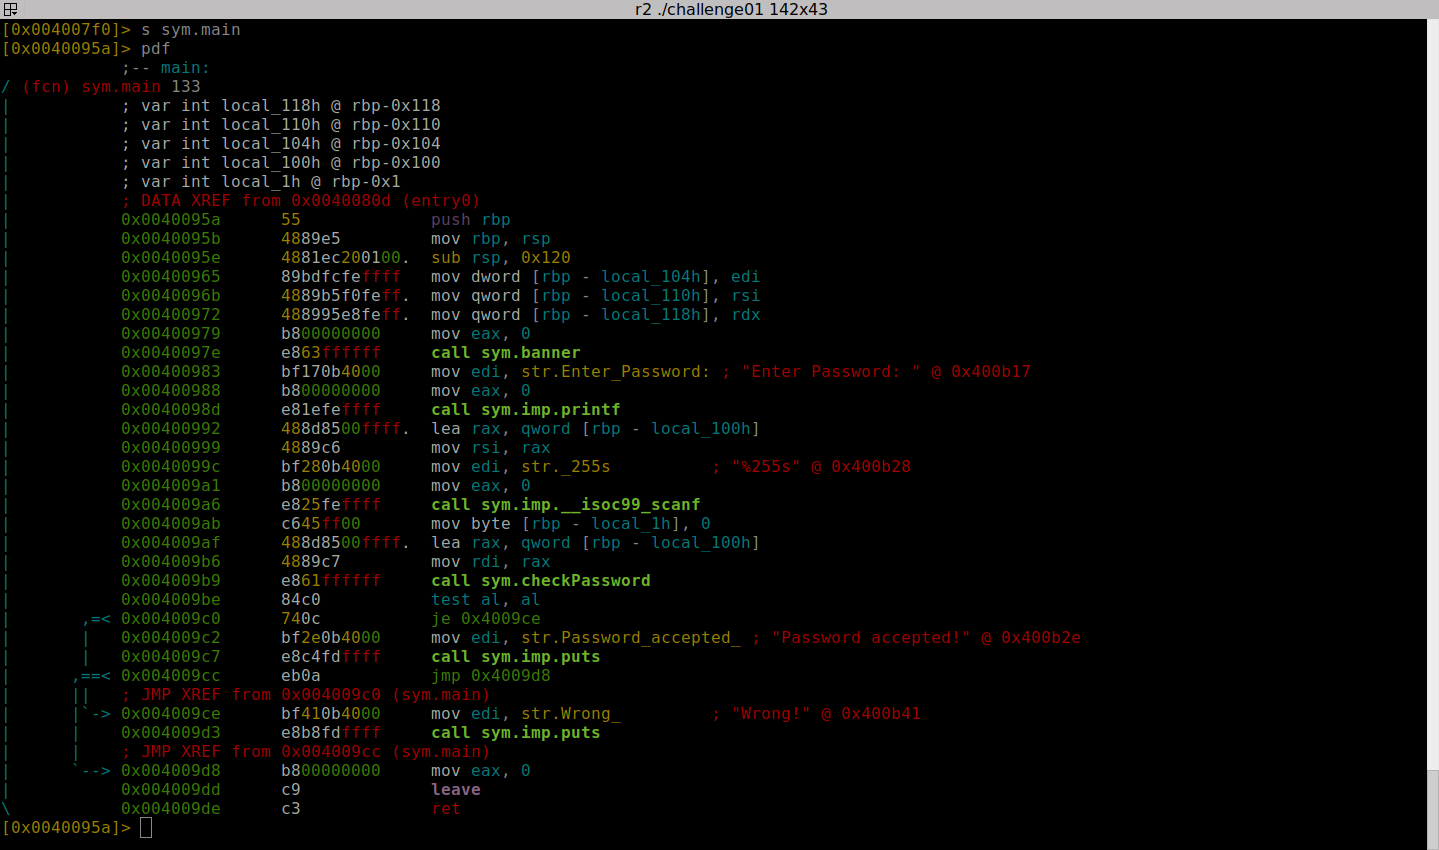 r2 ./challenge01 142x43
[0x004007f0]> s sym.main
[0x0040095a]> pdf
            ;-- main:
/ (fcn) sym.main 133
|           ; var int local_118h @ rbp-0x118
|           ; var int local_110h @ rbp-0x110
|           ; var int local_104h @ rbp-0x104
|           ; var int local_100h @ rbp-0x100
|           ; var int local_1h @ rbp-0x1
|           ; DATA XREF from 0x0040080d (entry0)
|           0x0040095a      55             push rbp
|           0x0040095b      4889e5         mov rbp, rsp
|           0x0040095e      4881ec200100.  sub rsp, 0x120
|           0x00400965      89bdfcfeffff   mov dword [rbp - local_104h], edi
|           0x0040096b      4889b5f0feff.  mov qword [rbp - local_110h], rsi
|           0x00400972      488995e8feff.  mov qword [rbp - local_118h], rdx
|           0x00400979      b800000000     mov eax, 0
|           0x0040097e      e863ffffff     call sym.banner
|           0x00400983      bf170b4000     mov edi, str.Enter_Password: ; "Enter Password: " @ 0x400b17
|           0x00400988      b800000000     mov eax, 0
|           0x0040098d      e81efeffff     call sym.imp.printf
|           0x00400992      488d8500ffff.  lea rax, qword [rbp - local_100h]
|           0x00400999      4889c6         mov rsi, rax
|           0x0040099c      bf280b4000     mov edi, str._255s          ; "%255s" @ 0x400b28
|           0x004009a1      b800000000     mov eax, 0
|           0x004009a6      e825feffff     call sym.imp.__isoc99_scanf
|           0x004009ab      c645ff00       mov byte [rbp - local_1h], 0
|           0x004009af      488d8500ffff.  lea rax, qword [rbp - local_100h]
|           0x004009b6      4889c7         mov rdi, rax
|           0x004009b9      e861ffffff     call sym.checkPassword
|           0x004009be      84c0           test al, al
|       ,=< 0x004009c0      740c           je 0x4009ce
|       |   0x004009c2      bf2e0b4000     mov edi, str.Password_accepted_ ; "Password accepted!" @ 0x400b2e
|       |   0x004009c7      e8c4fdffff     call sym.imp.puts
|      ,==< 0x004009cc      eb0a           jmp 0x4009d8
|      ||   ; JMP XREF from 0x004009c0 (sym.main)
|      |`-> 0x004009ce      bf410b4000     mov edi, str.Wrong_         ; "Wrong!" @ 0x400b41
|      |    0x004009d3      e8b8fdffff     call sym.imp.puts
|      |    ; JMP XREF from 0x004009cc (sym.main)
|      `--> 0x004009d8      b800000000     mov eax, 0
|           0x004009dd      c9             leave
\           0x004009de      c3             ret
[0x0040095a]>